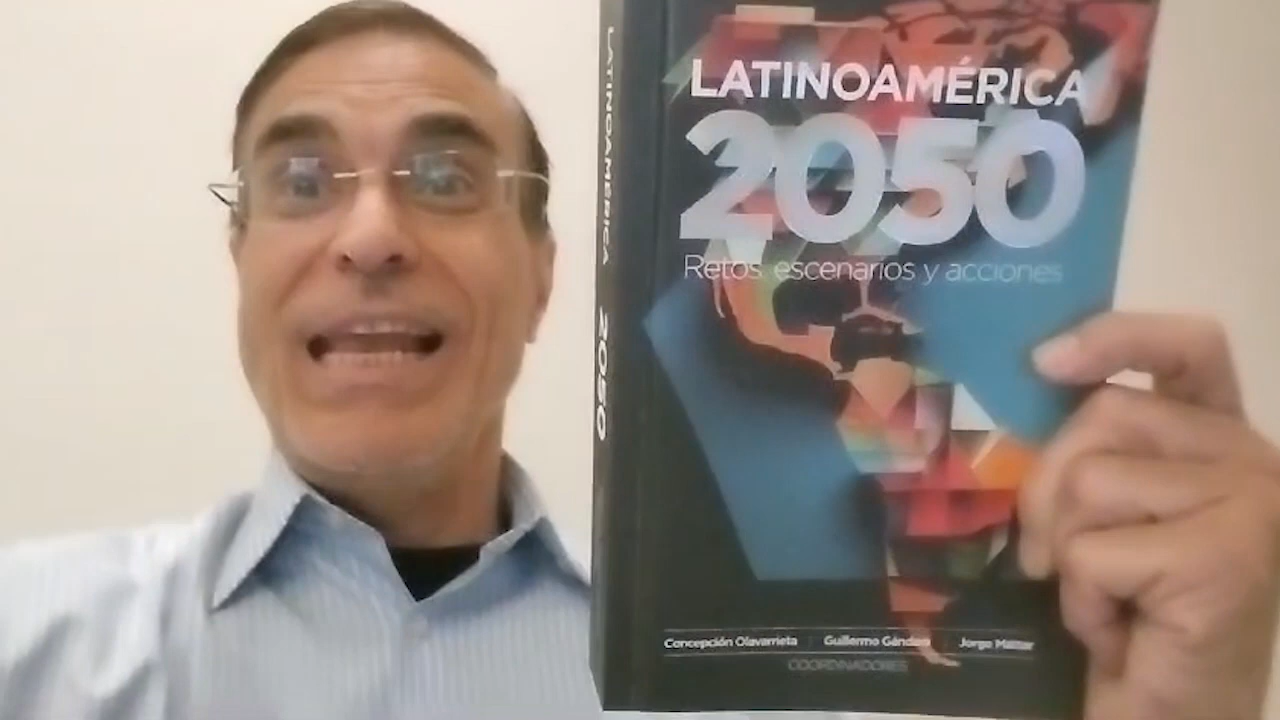 LATINOAMÉRICA 2050
LATINOAMÉRICA
2050
Retos, escenarios y acciones
Concepción Olavarrieta Guillermo Gándara Jorge Máttar
COORDINADORES